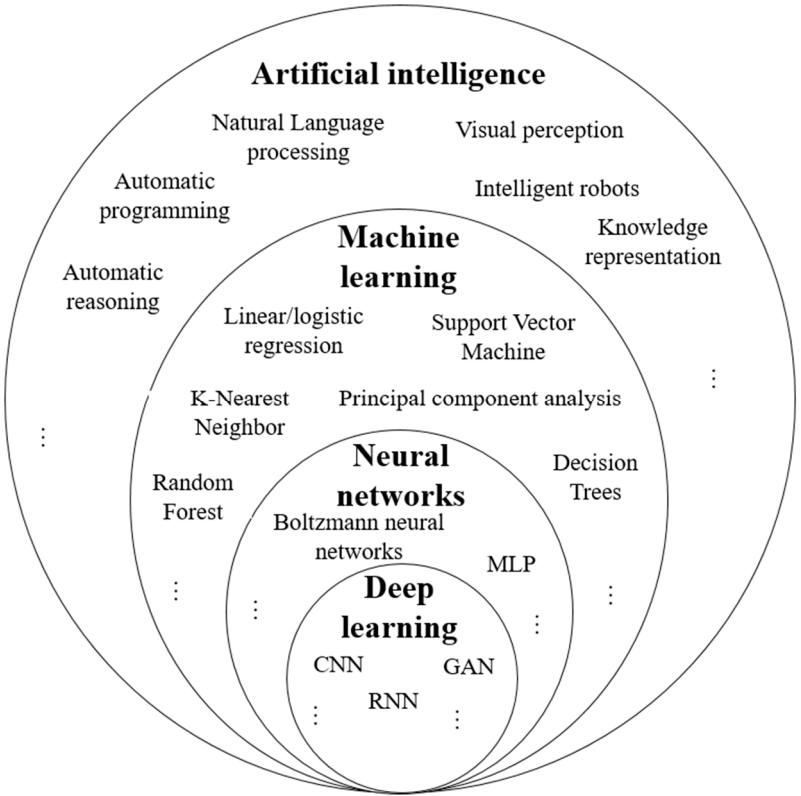 Artificial intelligence
Natural Language
processing
Visual perception
Automatic
programming
Intelligent robots
Knowledge
representation
Automatic
reasoning
Machine
learning
Linear/logistic
regression
Support Vector
Machine
K-Nearest
Neighbor
Principal component analysis
Random
Forest
Decision
Trees
Neural
networks
Boltzmann neural
networks
MLP
Deep
learning
CNN
GAN
RNN